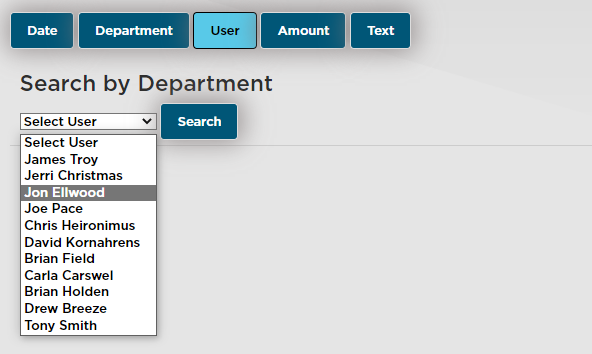 Date Department User Amount Text
Search by Department
Select User Search
Select User
James Troy
Jerri Christmas
Jon Ellwood
Joe Pace
Chris Heironimus
David Kornahrens
Brian Field
Carla Carswel
Brian Holden
Drew Breeze
Tony Smith